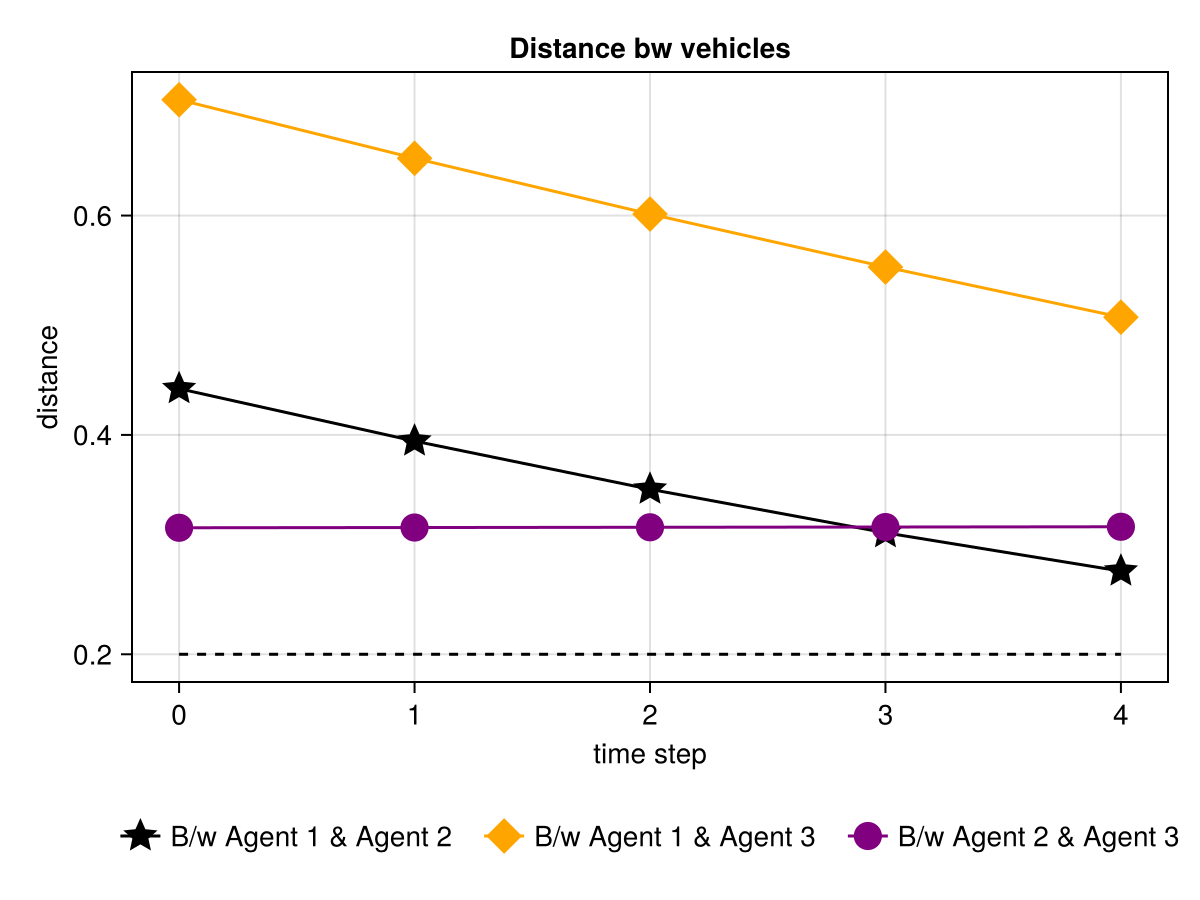 Distance bw vehicles
distance
0.6
0.4
0.2
0 1 2 3 4
time step
B/w Agent 1 & Agent 2 B/w Agent 1 & Agent 3 B/w Agent 2 & Agent 3